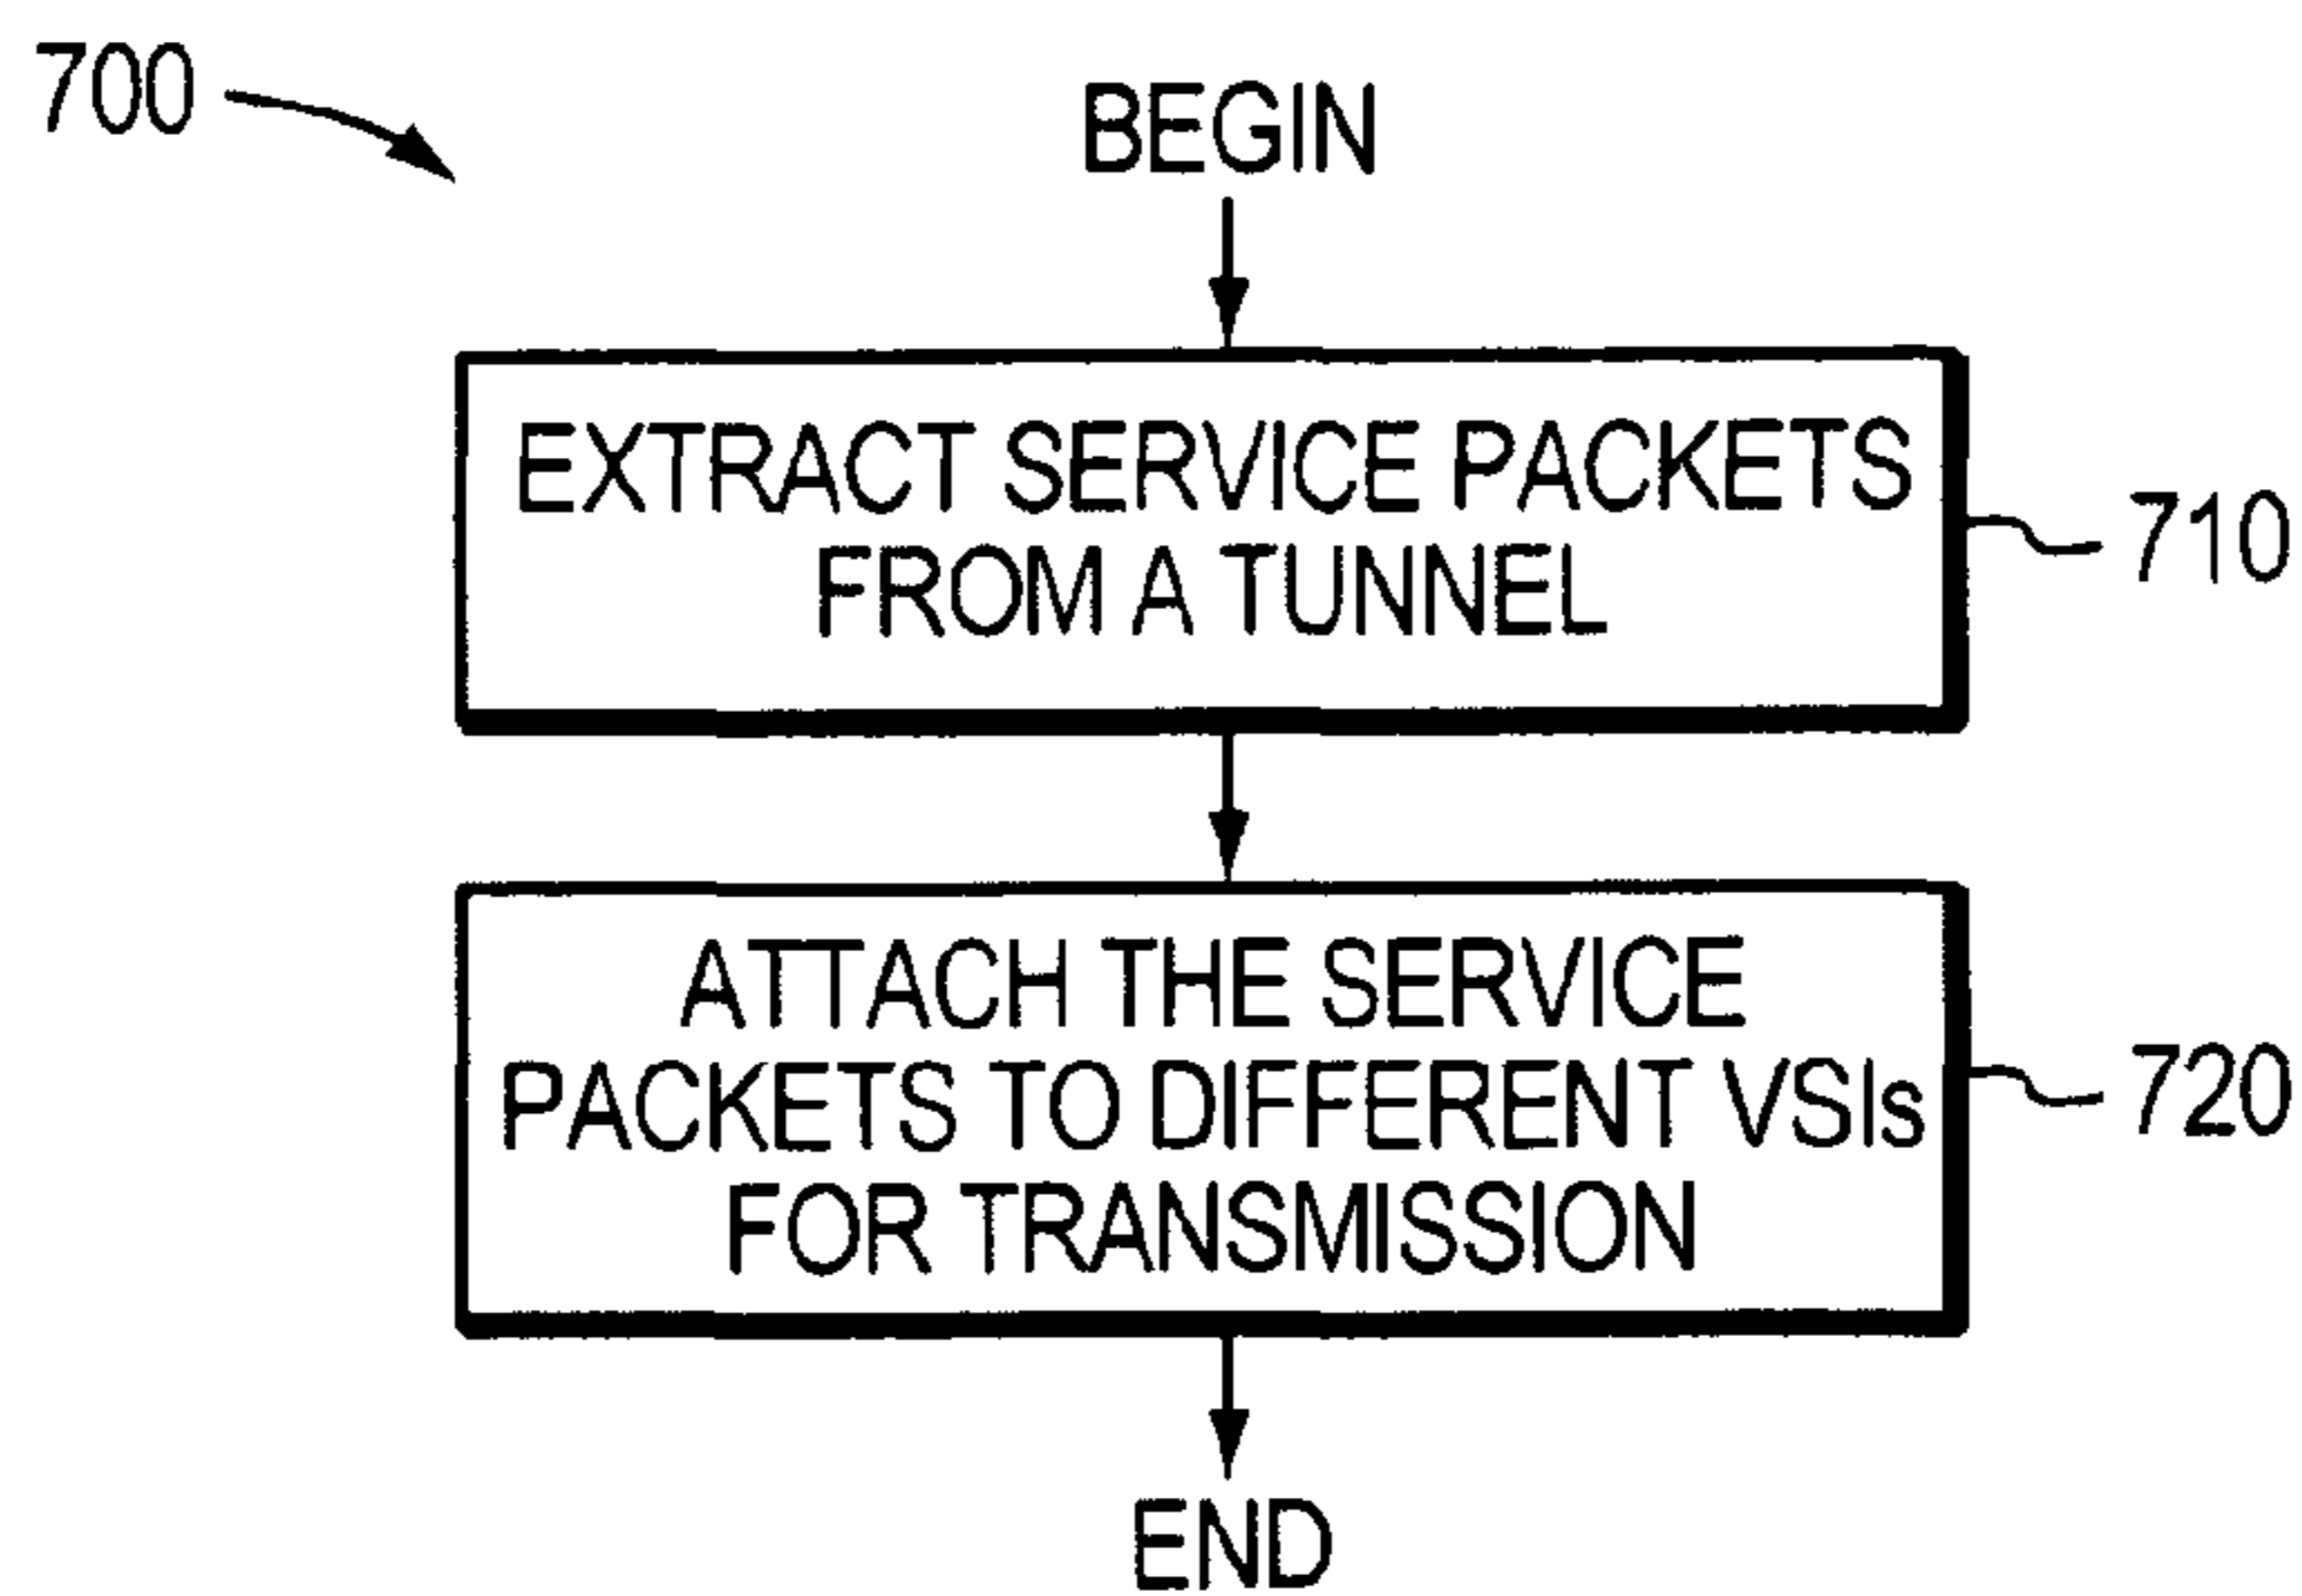 700
BEGIN
EXTRACT SERVICE PACKETS
FROM A TUNNEL
710
ATTACH THE SERVICE
PACKETS TO DIFFERENT VSIs
FOR TRANSMISSION
720
END